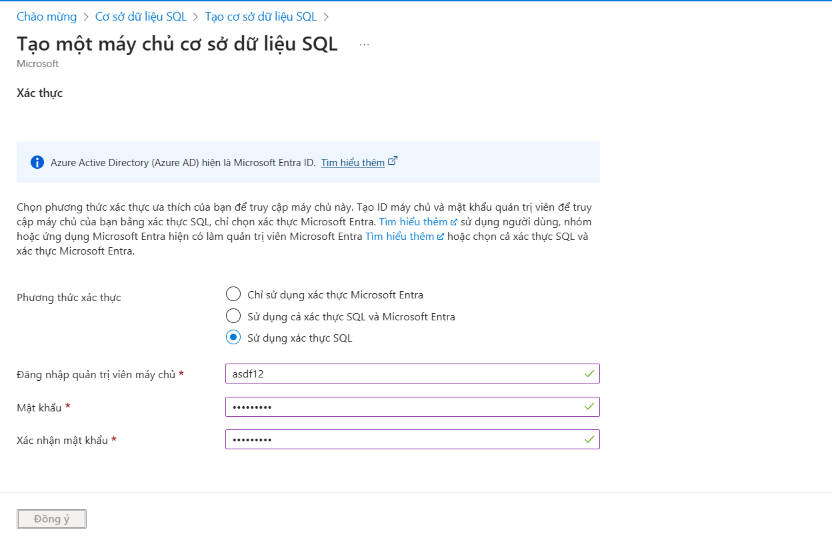 Chào mừng > Cơ sở dữ liệu SQL > Tạo cơ sở dữ liệu SQL >
Tạo một máy chủ cơ sở dữ liệu SQL ...
Microsoft
Xác thực
Azure Active Directory (Azure AD) hiện là Microsoft Entra ID. Tìm hiểu thêm
Chọn phương thức xác thực ưa thích của bạn để truy cập máy chủ này. Tạo ID máy chủ và mật khẩu quản trị viên để truy
cập máy chủ của bạn bằng xác thực SQL, chỉ chọn xác thực Microsoft Entra. Tìm hiểu thêm sử dụng người dùng, nhóm
hoặc ứng dụng Microsoft Entra hiện có làm quản trị viên Microsoft Entra Tìm hiểu thêm hoặc chọn cả xác thực SQL và
xác thực Microsoft Entra.
Phương thức xác thực
Chỉ sử dụng xác thực Microsoft Entra
Sử dụng cả xác thực SQL và Microsoft Entra
Sử dụng xác thực SQL
Đăng nhập quản trị viên máy chủ * asdf12
Mật khẩu * •••••••••
Xác nhận mật khẩu * •••••••••
Đồng ý